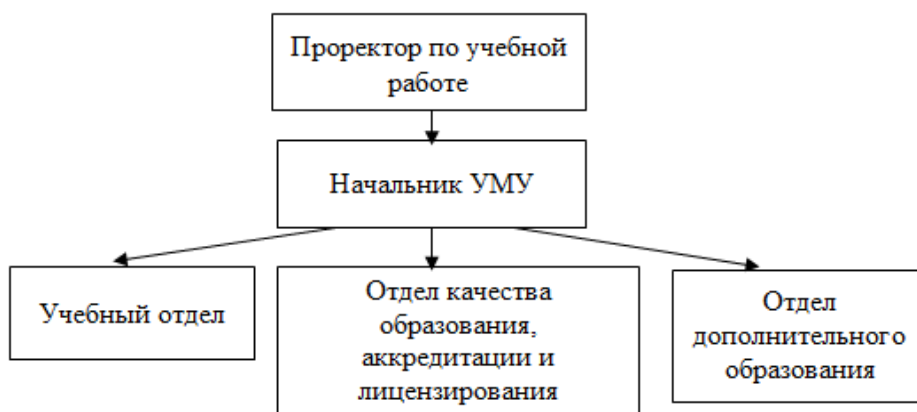 Проректор по учебной
работе
Начальник УМУ
Учебный отдел
Отдел качества
образования,
аккредитации и
лицензирования
Отдел
дополнительного
образования